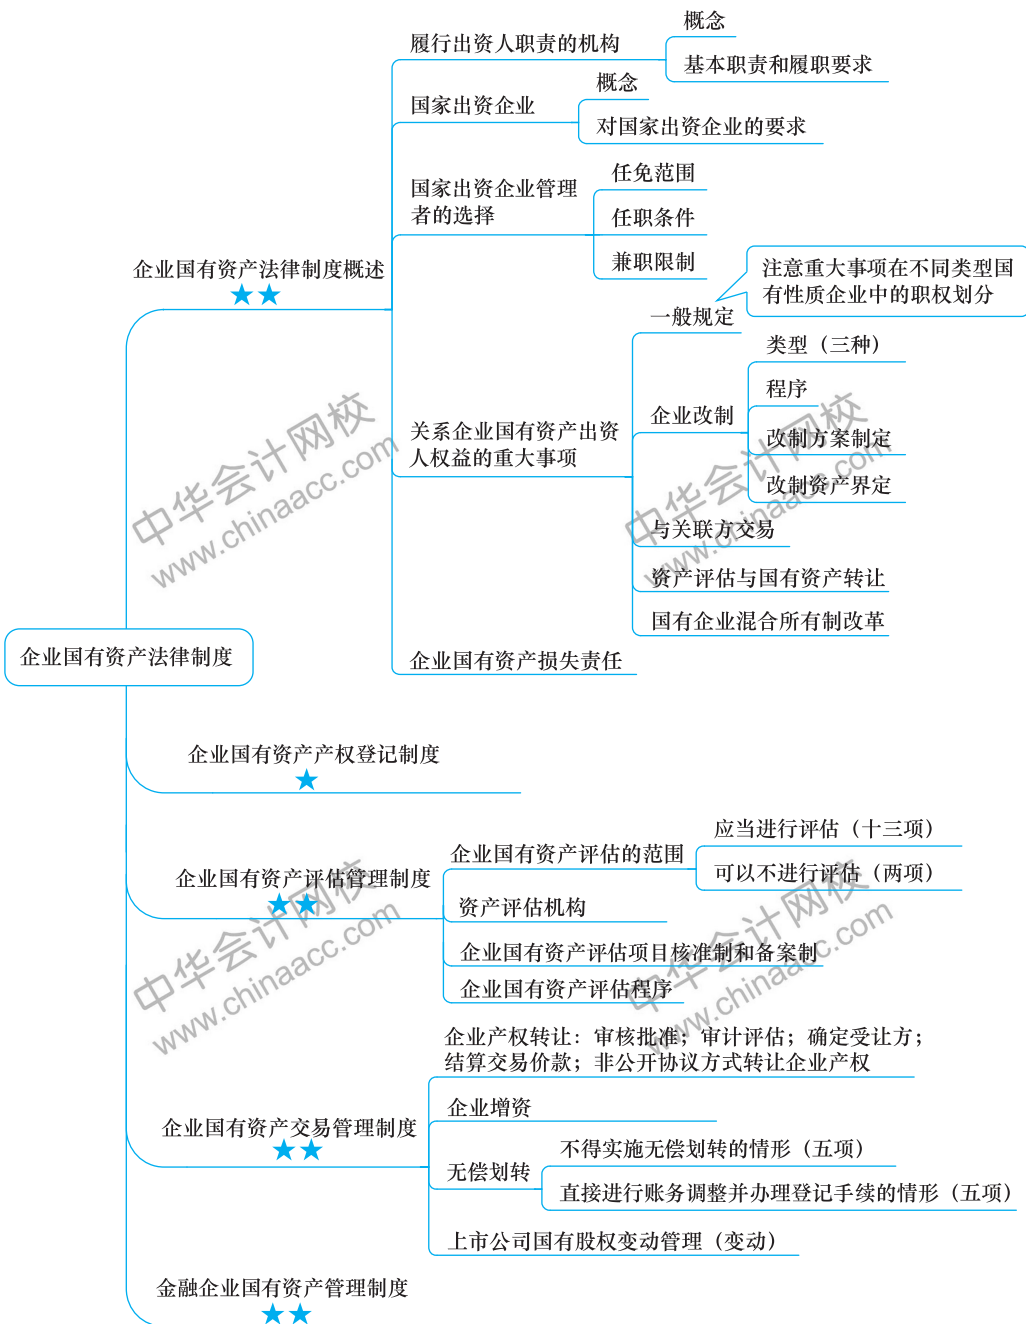 概念
履行出资人职责的机构
基本职责和履职要求
概念
国家出资企业
对国家出资企业的要求
任免范围
国家出资企业管理
者的选择
任职条件
兼职限制
企业国有资产法律制度概述
注意重大事项在不同类型国
有性质企业中的职权划分
一般规定
类型（三种）
程序
企业改制
改制方案制定
关系企业国有资产出资
人权益的重大事项
改制资产界定
与关联方交易
资产评估与国有资产转让
国有企业混合所有制改革
企业国有资产损失责任
企业国有资产法律制度
企业国有资产产权登记制度
应当进行评估（十三项）
企业国有资产评估的范围
可以不进行评估（两项）
企业国有资产评估管理制度
资产评估机构
企业国有资产评估项目核准制和备案制
企业国有资产评估程序
企业产权转让：审核批准；审计评估；确定受让方；
结算交易价款；非公开协议方式转让企业产权
企业增资
企业国有资产交易管理制度
不得实施无偿划转的情形（五项）
无偿划转
直接进行账务调整并办理登记手续的情形（五项）
上市公司国有股权变动管理（变动）
金融企业国有资产管理制度
中华会计网校
www.chinaacc.com
中华会计网校
www.chinaacc.com
中华会计网校
www.chinaacc.com
中华会计网校
www.chinaacc.com